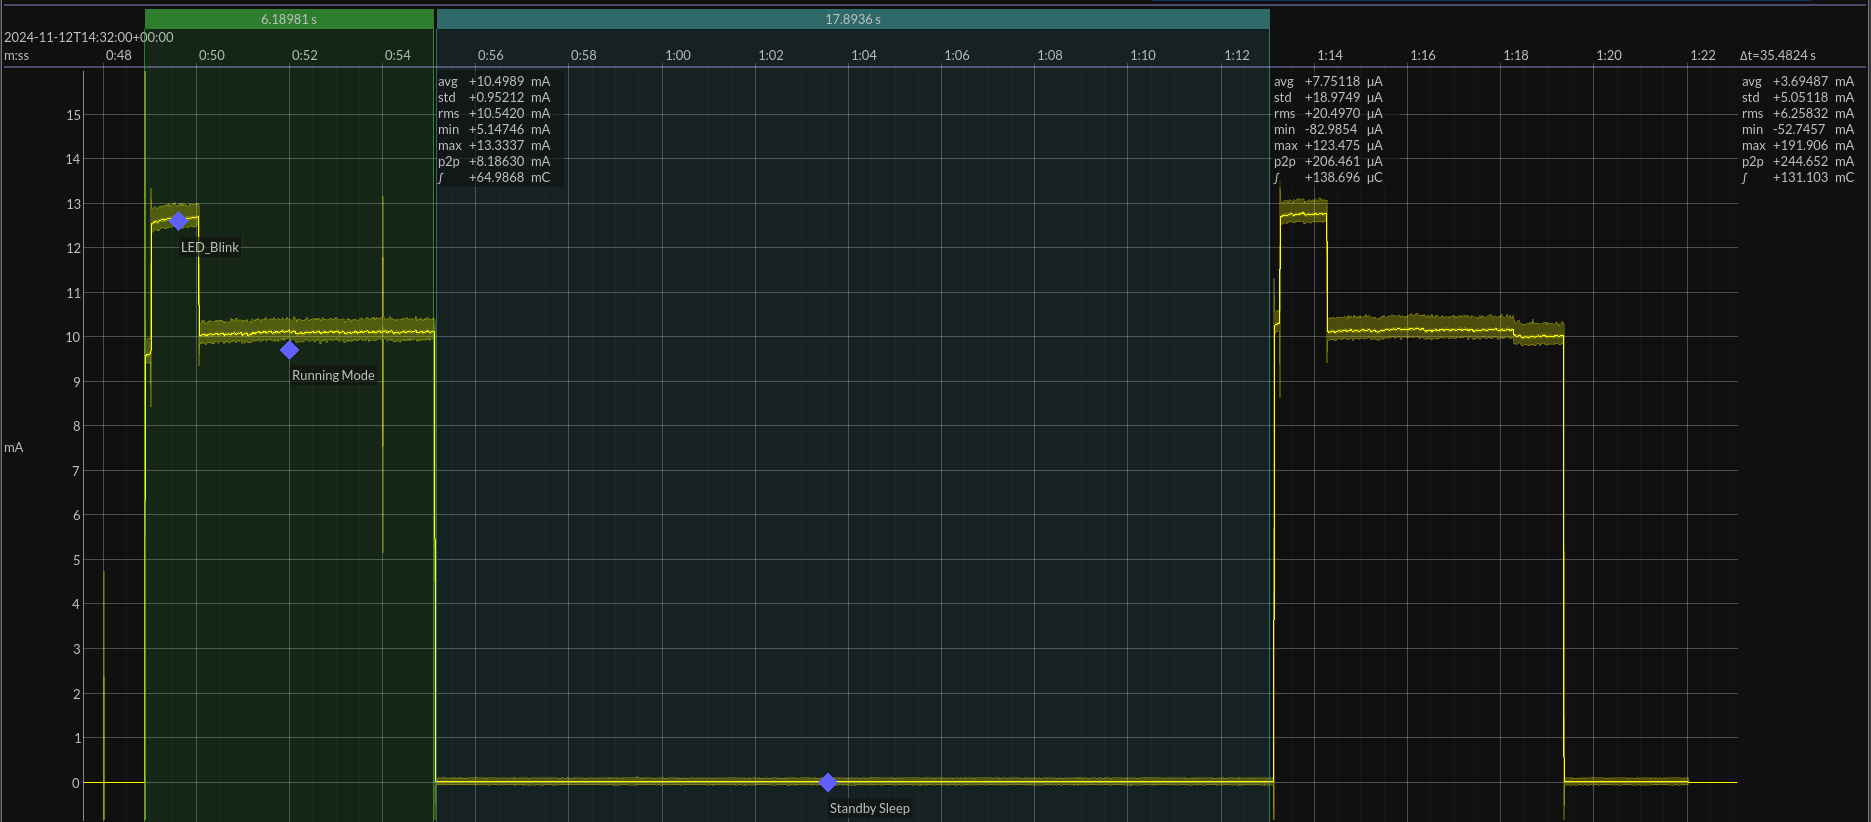 6.18981 s
17.8936 s
2024-11-12T14:32:00+00:00
m:ss
0:48
0:50
0:52
0:54
0:56
0:58
1:00
1:02
1:04
1:06
1:08
1:10
1:12
1:14
1:16
1:18
1:20
1:22
Δt=35.4824 s
avg +10.4989 mA
std +0.95212 mA
rms +10.5420 mA
min +5.14746 mA
max +13.3337 mA
p2p +8.18630 mA
∫ +64.9868 mC
avg +7.75118 µA
std +18.9749 µA
rms +20.4970 µA
min -82.9854 µA
max +123.475 µA
p2p +206.461 µA
∫ +138.696 µC
avg +3.69487 mA
std +5.05118 mA
rms +6.25832 mA
min -52.7457 mA
max +191.906 mA
p2p +244.652 mA
∫ +131.103 mC
15
14
13
12
11
10
9
8
7
6
5
4
3
2
1
0
mA
LED_Blink
Running Mode
Standby Sleep